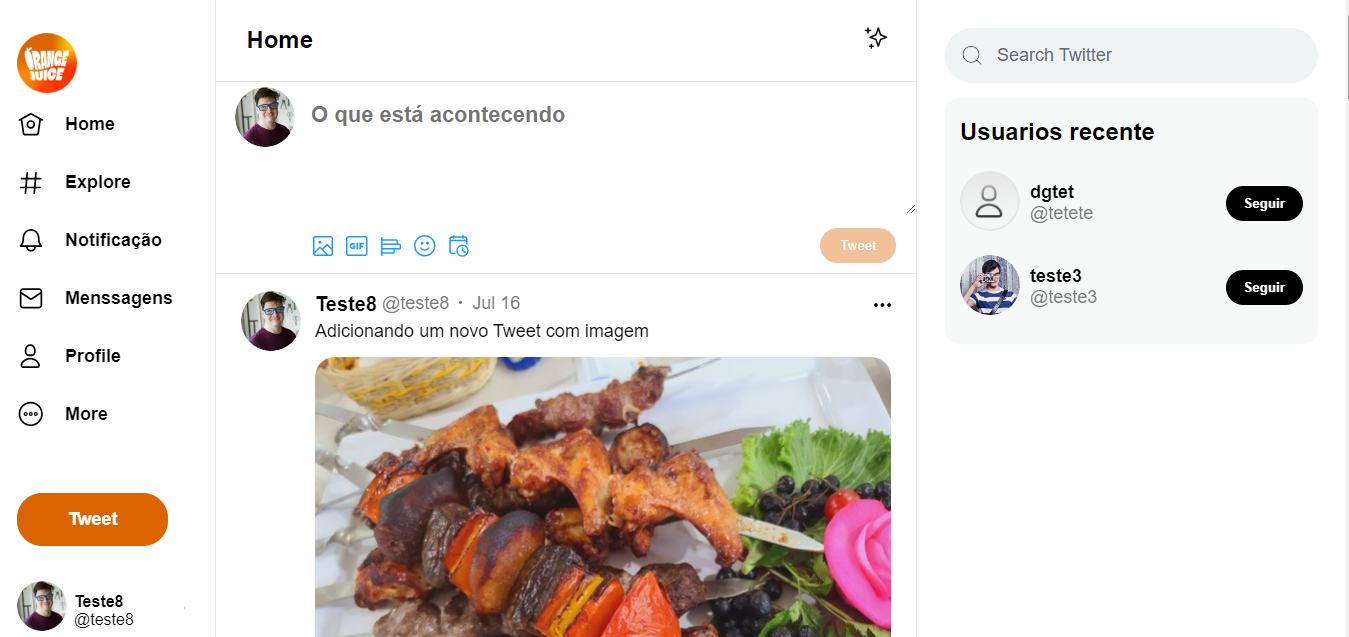 ORANGE
JUICE
Home
Explore
Notificação
Menssagens
Profile
More
Tweet
Teste8
@teste8
Home
O que está acontecendo
GIF
Tweet
Teste8 @teste8 · Jul 16
Adicionando um novo Tweet com imagem
Search Twitter
Usuarios recente
dgtet
@tetete
Seguir
teste3
@teste3
Seguir